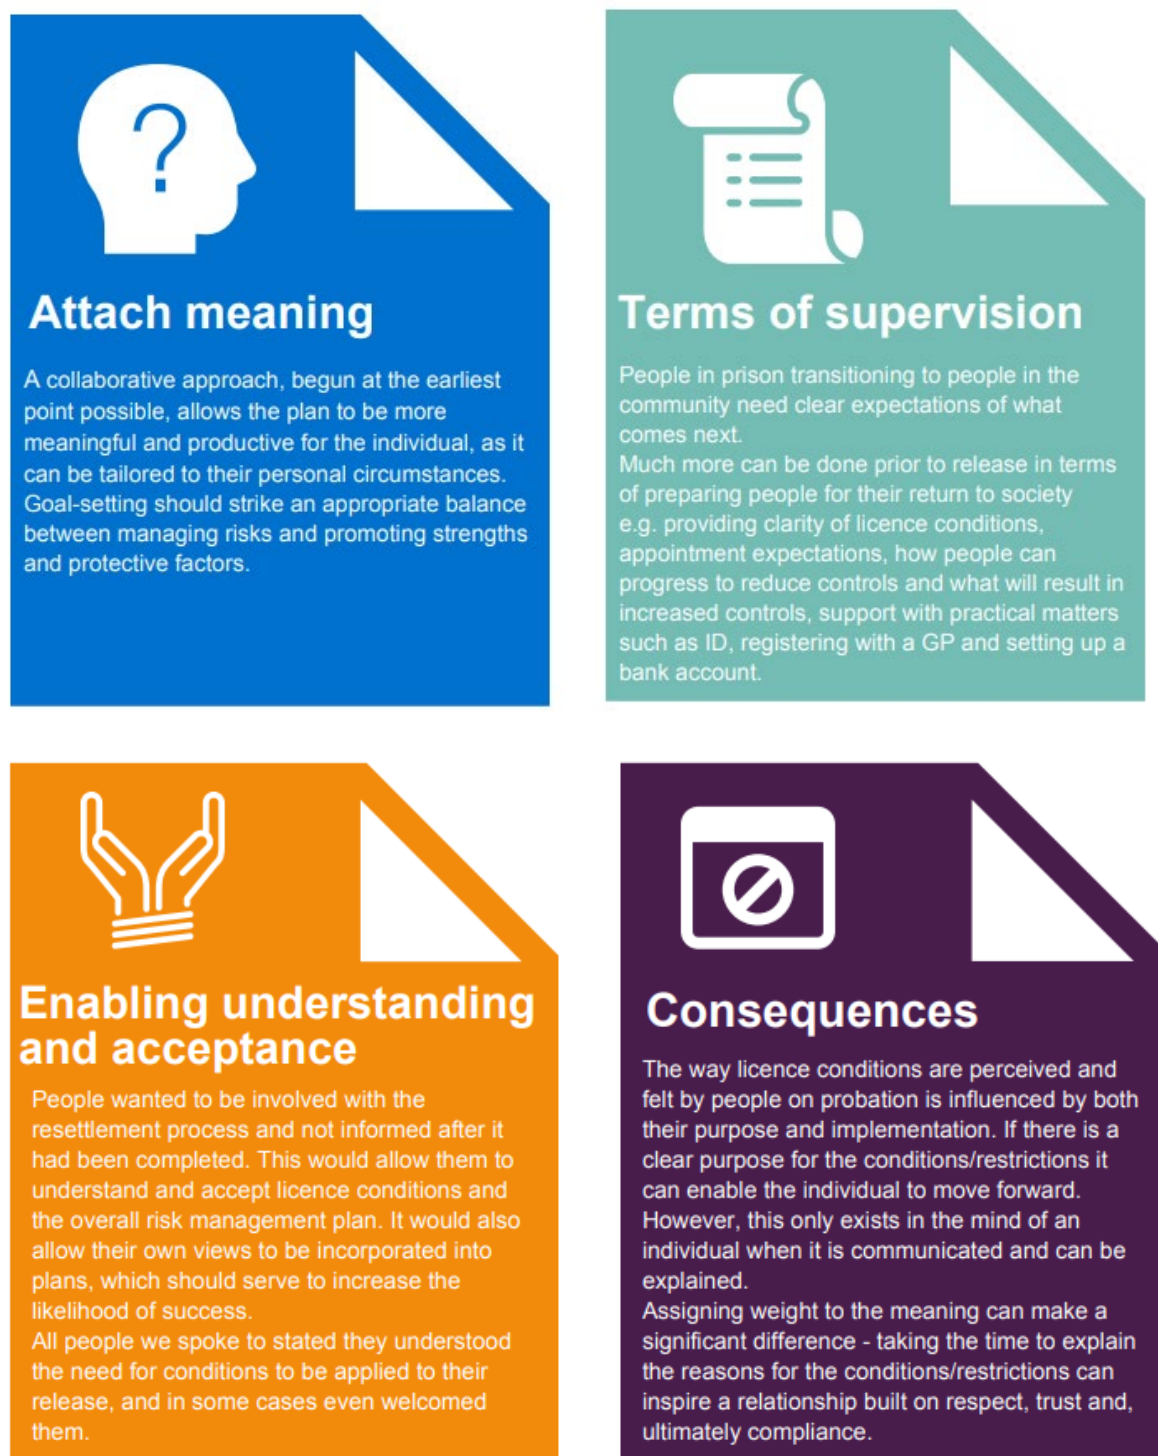 ?
Attach meaning
A collaborative approach, begun at the earliest
point possible, allows the plan to be more
meaningful and productive for the individual, as it
can be tailored to their personal circumstances.
Goal-setting should strike an appropriate balance
between managing risks and promoting strengths
and protective factors.
Terms of supervision
People in prison transitioning to people in the
community need clear expectations of what
comes next.
Much more can be done prior to release in terms
of preparing people for their return to society
e.g. providing clarity of licence conditions,
appointment expectations, how people can
progress to reduce controls and what will result in
increased controls, support with practical matters
such as ID, registering with a GP and setting up a
bank account.
Enabling understanding
and acceptance
People wanted to be involved with the
resettlement process and not informed after it
had been completed. This would allow them to
understand and accept licence conditions and
the overall risk management plan. It would also
allow their own views to be incorporated into
plans, which should serve to increase the
likelihood of success.
All people we spoke to stated they understood
the need for conditions to be applied to their
release, and in some cases even welcomed
them.
Consequences
The way licence conditions are perceived and
felt by people on probation is influenced by both
their purpose and implementation. If there is a
clear purpose for the conditions/restrictions it
can enable the individual to move forward.
However, this only exists in the mind of an
individual when it is communicated and can be
explained.
Assigning weight to the meaning can make a
significant difference - taking the time to explain
the reasons for the conditions/restrictions can
inspire a relationship built on respect, trust and,
ultimately compliance.